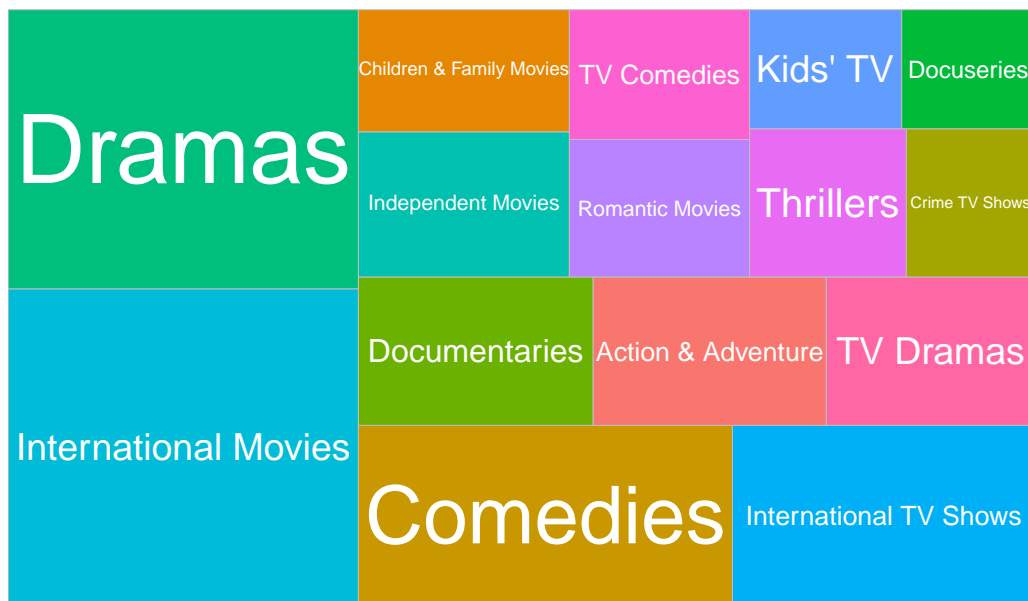 Dramas
Children & Family Movies
TV Comedies
Kids' TV
Docuseries
Independent Movies
Romantic Movies
Thrillers
Crime TV Shows
Documentaries
Action & Adventure
TV Dramas
International Movies
Comedies
International TV Shows